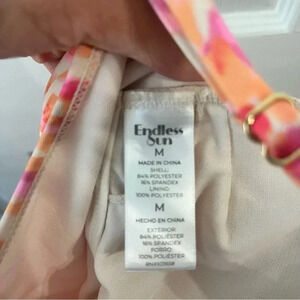 Endless
Sun
M
MADE IN CHINA
SHELL:
84% POLYESTER
16% SPANDEX
LINING:
100% POLYESTER
M
HECHO EN CHINA
EXTERIOR:
84% POLIÉSTER
16% SPANDEX
FORRO:
100% POLIÉSTER